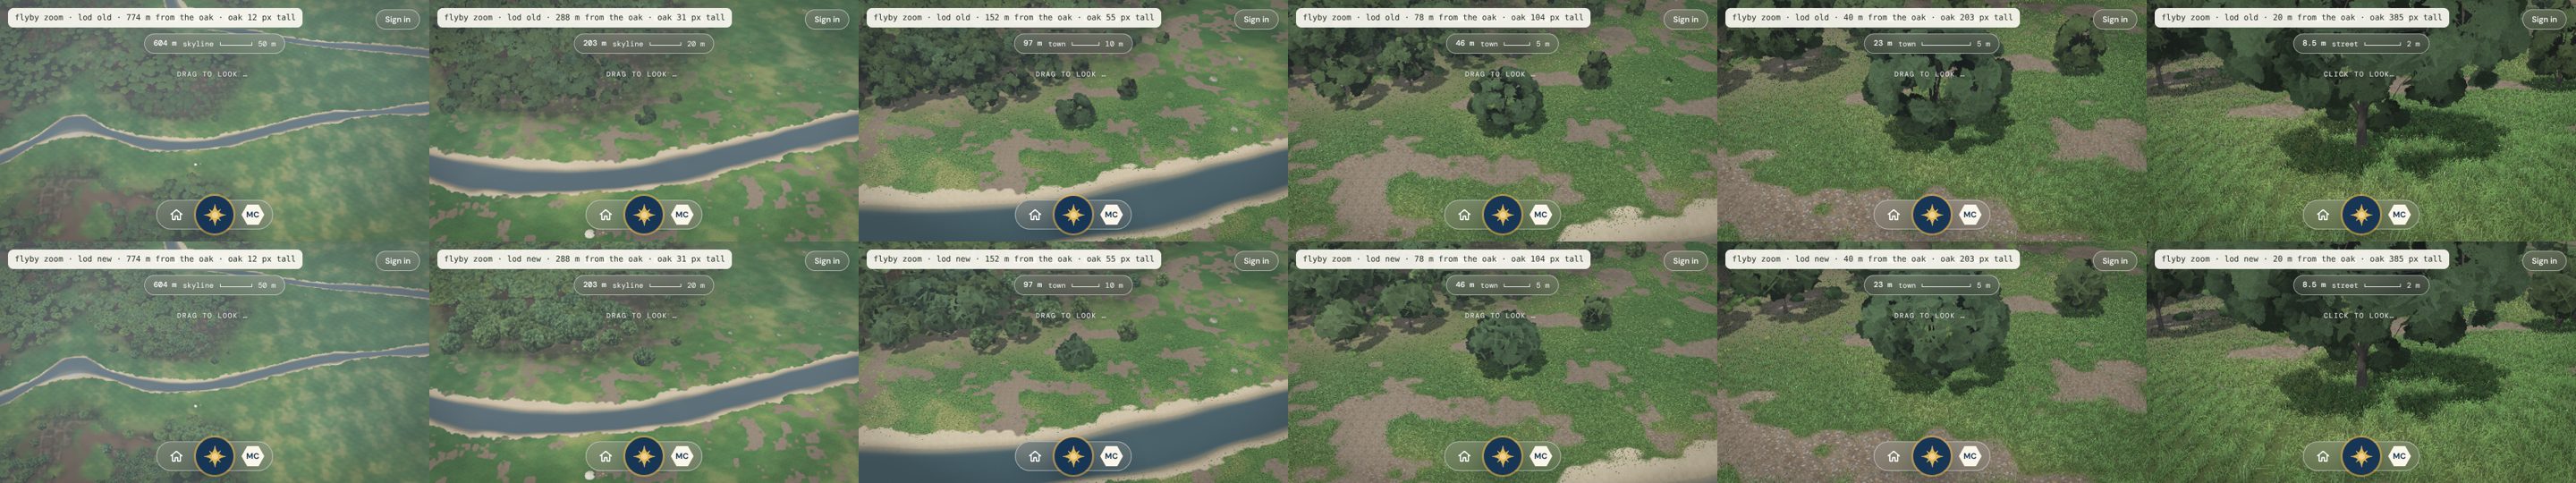 flyby zoom · lod old · 774 m from the oak · oak 12 px tall
Sign in
604 m skyline 50 m
DRAG TO LOOK …
MC
flyby zoom · lod old · 288 m from the oak · oak 31 px tall
Sign in
203 m skyline 20 m
DRAG TO LOOK …
MC
flyby zoom · lod old · 152 m from the oak · oak 55 px tall
Sign in
97 m town 10 m
DRAG TO LOOK …
MC
flyby zoom · lod old · 78 m from the oak · oak 104 px tall
Sign in
46 m town 5 m
DRAG TO LOOK …
MC
flyby zoom · lod old · 40 m from the oak · oak 203 px tall
Sign in
23 m town 5 m
DRAG TO LOOK …
MC
flyby zoom · lod old · 20 m from the oak · oak 385 px tall
Sign in
8.5 m street 2 m
CLICK TO LOOK…
MC
flyby zoom · lod new · 774 m from the oak · oak 12 px tall
Sign in
604 m skyline 50 m
DRAG TO LOOK …
MC
flyby zoom · lod new · 288 m from the oak · oak 31 px tall
Sign in
203 m skyline 20 m
DRAG TO LOOK …
MC
flyby zoom · lod new · 152 m from the oak · oak 55 px tall
Sign in
97 m town 10 m
DRAG TO LOOK …
MC
flyby zoom · lod new · 78 m from the oak · oak 104 px tall
Sign in
46 m town 5 m
DRAG TO LOOK …
MC
flyby zoom · lod new · 40 m from the oak · oak 203 px tall
Sign in
23 m town 5 m
DRAG TO LOOK …
MC
flyby zoom · lod new · 20 m from the oak · oak 385 px tall
Sign in
8.5 m street 2 m
CLICK TO LOOK…
MC